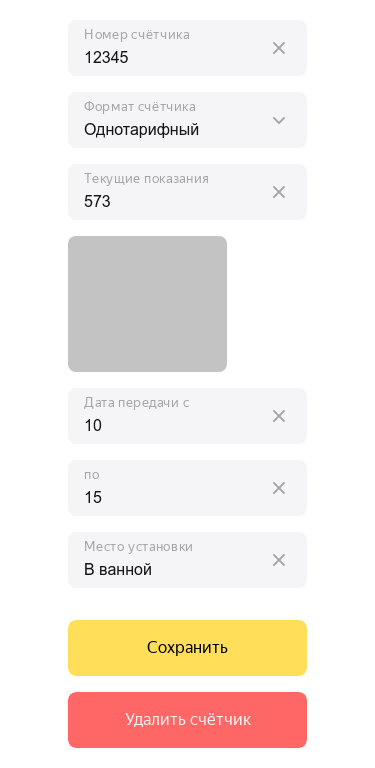 Номер счётчика
12345
Формат счётчика
Однотарифный
Текущие показания
573
Дата передачи с
10
по
15
Место установки
В ванной
Сохранить
Удалить счётчик